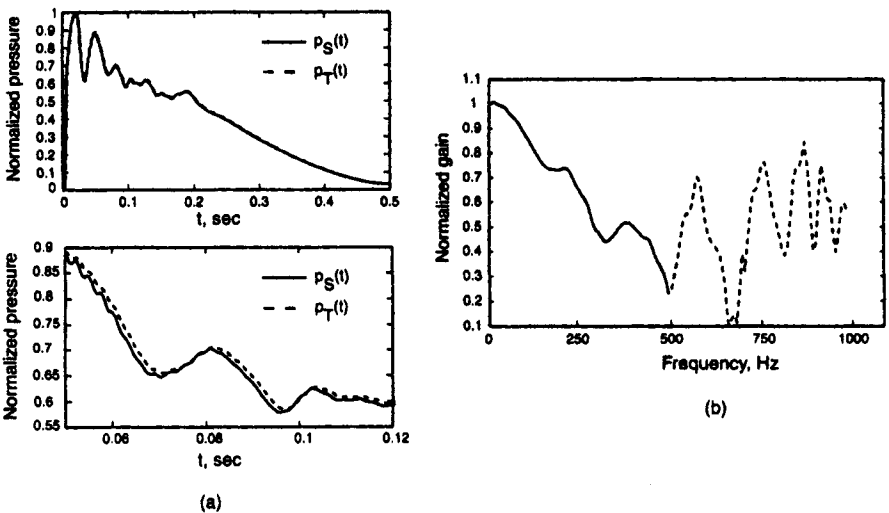 1
0.9
0.8
0.7
0.6
0.5
0.4
0.3
0.2
0.1
0
Normalized pressure
p_S(t)
p_T(t)
0 0.1 0.2 0.3 0.4 0.5
t, sec
0.9
0.85
0.8
0.75
0.7
0.65
0.6
0.55
Normalized pressure
p_S(t)
p_T(t)
0.06 0.08 0.1 0.12
t, sec
(a)
1.1
1
0.9
0.8
0.7
0.6
0.5
0.4
0.3
0.2
0.1
Normalized gain
0 250 500 750 1000
Frequency, Hz
(b)